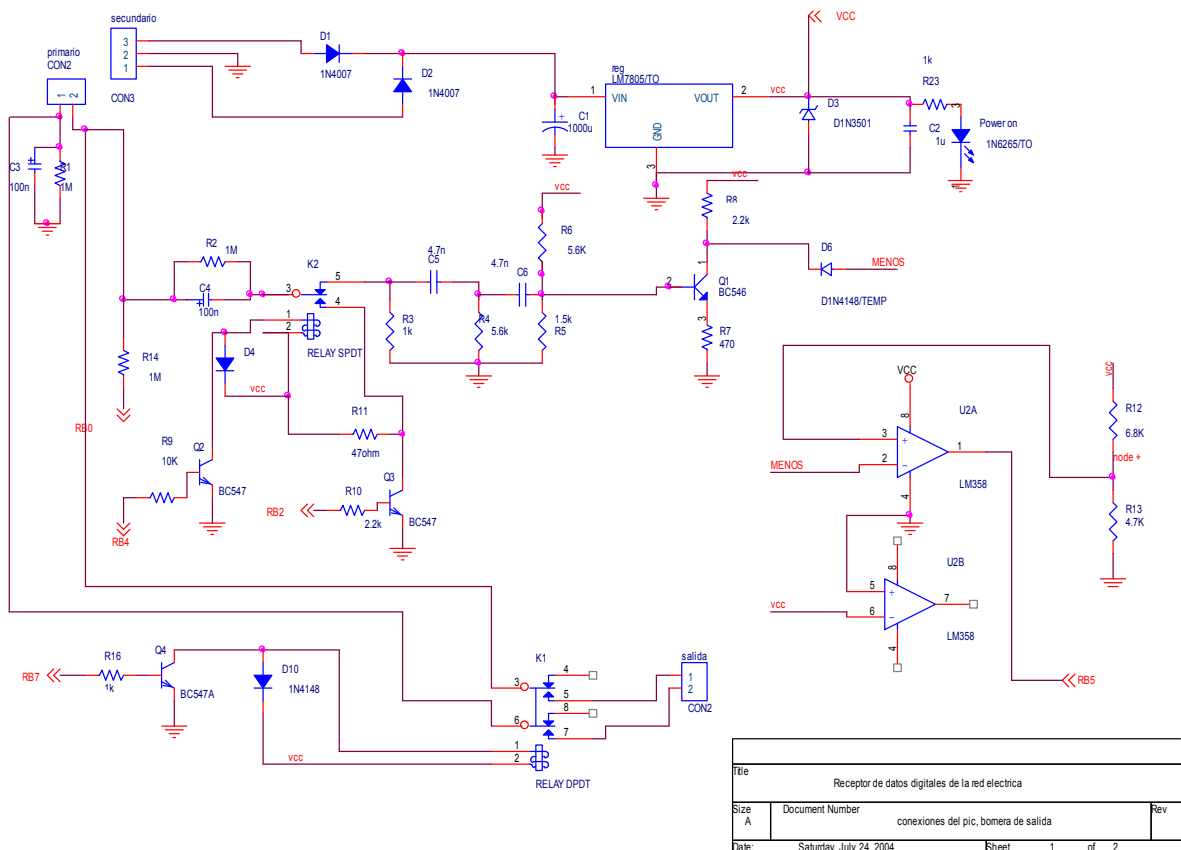 secundario
3
2
1
CON3
primario
CON2
1 2
D1
1N4007
D2
1N4007
C1
1000u
reg
LM7805/TO
1
VIN
VOUT
2
GND
3
VCC
vcc
D3
D1N3501
C2
1u
1k
R23
3
Power on
1N6265/TO
C3
100n
R1
1M
R2
1M
C4
100n
R14
1M
RB0
K2
3
5
4
1
2
RELAY SPDT
D4
vcc
4.7n
C5
4.7n
C6
R3
1k
R4
5.6k
1.5k
R5
vcc
R6
5.6K
vcc
R8
2.2k
1
2
3
Q1
BC546
R7
470
D6
MENOS
D1N4148/TEMP
R11
47ohm
R9
10K
Q2
BC547
RB4
RB2
R10
2.2k
Q3
BC547
VCC
8
U2A
3
+
2
-
1
4
LM358
MENOS
vcc
R12
6.8K
node +
R13
4.7K
U2B
8
5
+
6
-
7
4
LM358
vcc
RB5
RB7
R16
1k
Q4
BC547A
D10
1N4148
vcc
K1
3
4
5
6
8
7
1
2
RELAY DPDT
salida
1
2
CON2
Title
Receptor de datos digitales de la red electrica
Size
A
Document Number
conexiones del pic, bornera de salida
Rev
Date:
Saturday, July 24, 2004
Sheet
1
of
2